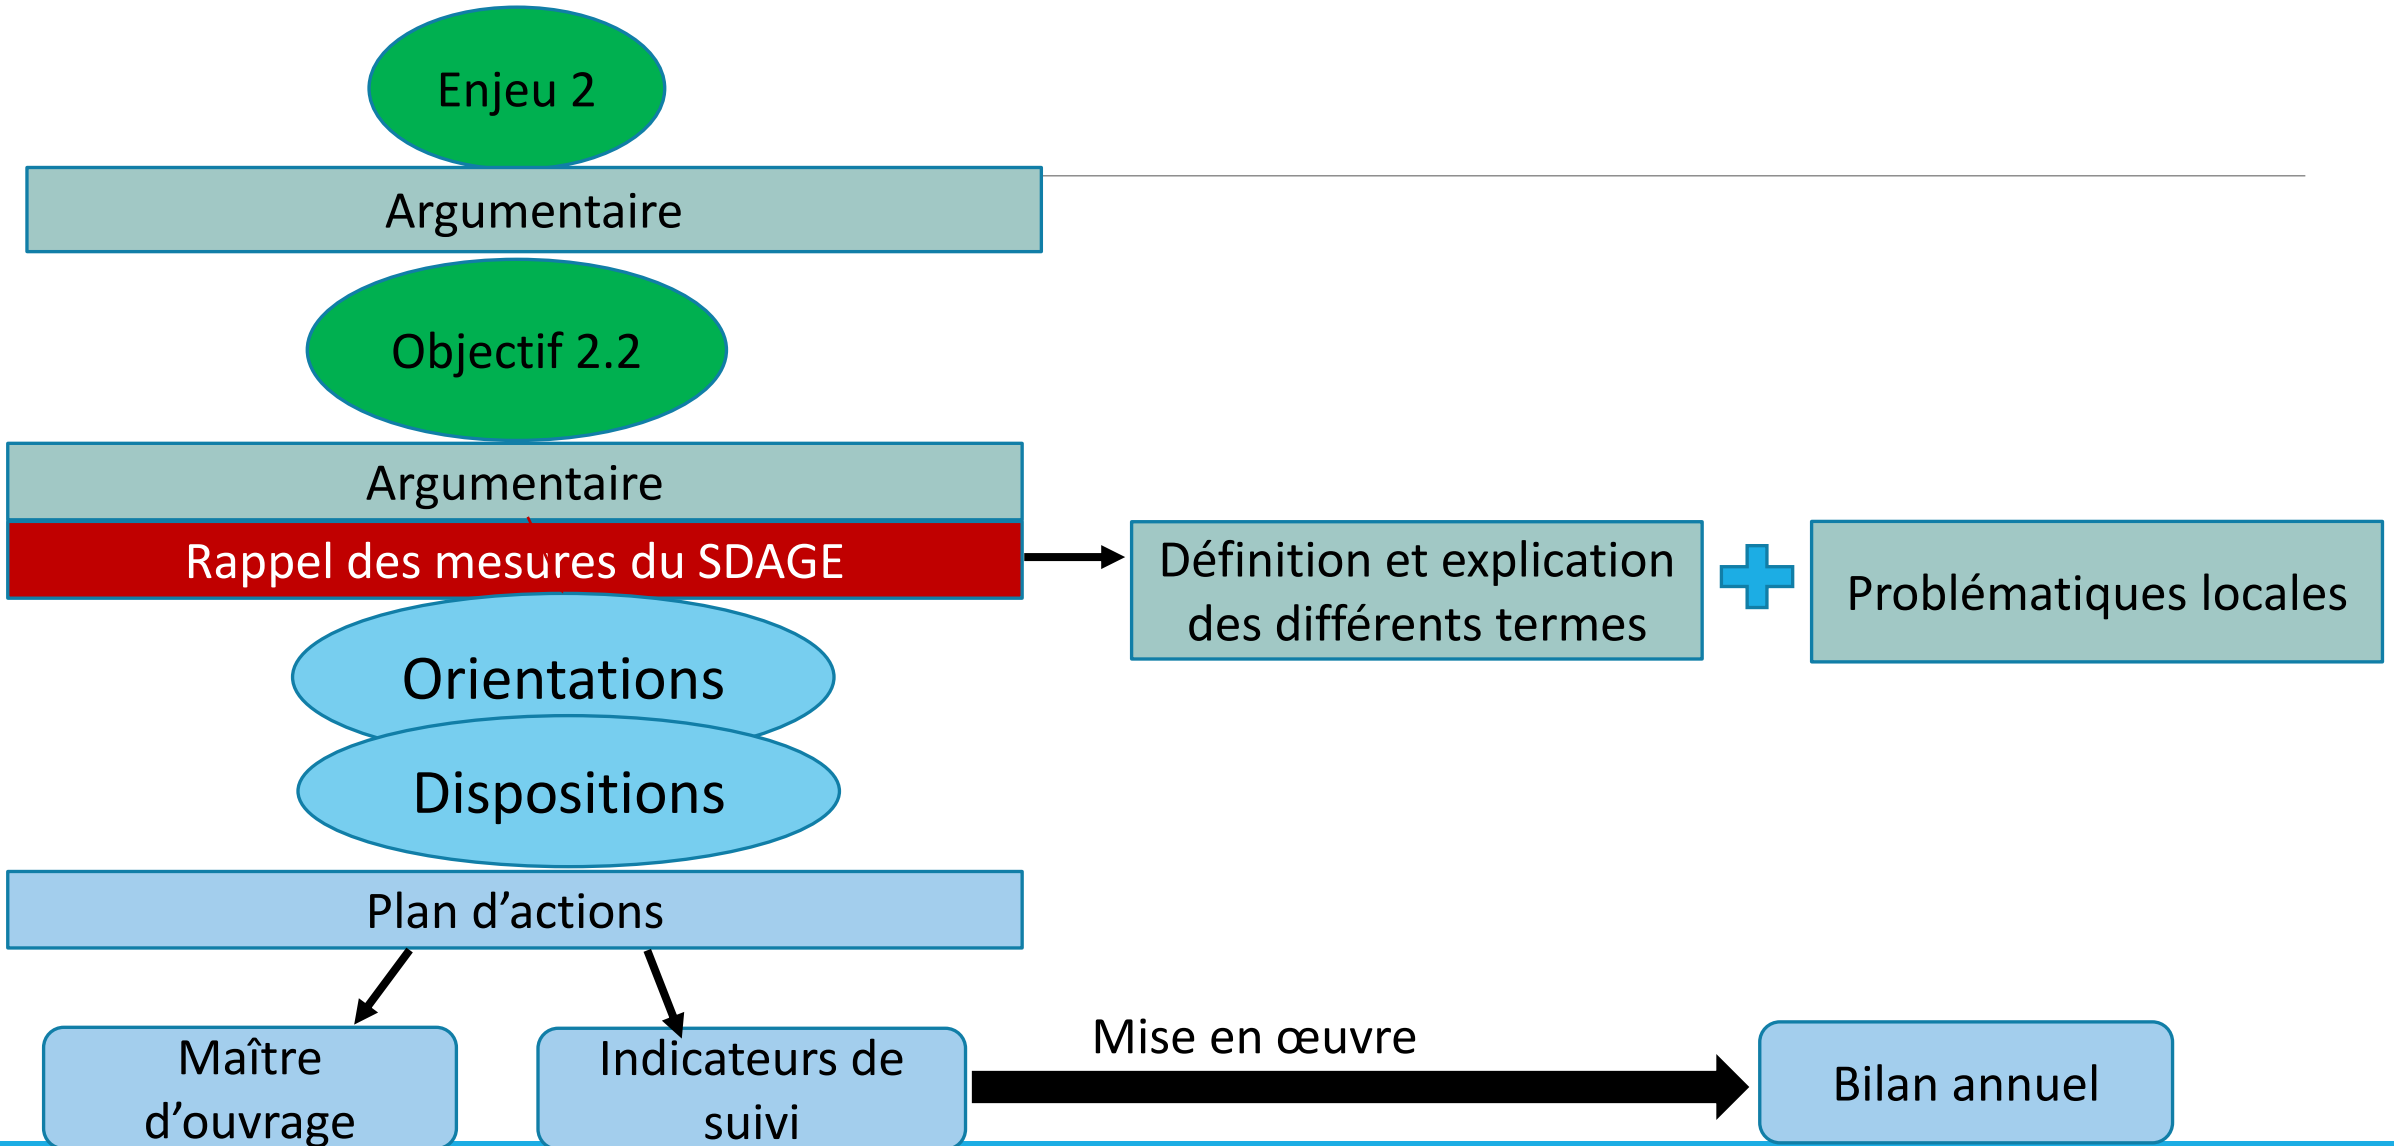 Enjeu 2
Argumentaire
Objectif 2.2
Argumentaire
Rappel des mesures du SDAGE
Définition et explication
des différents termes
Problématiques locales
Orientations
Dispositions
Plan d’actions
Maître
d’ouvrage
Indicateurs de
suivi
Mise en œuvre
Bilan annuel